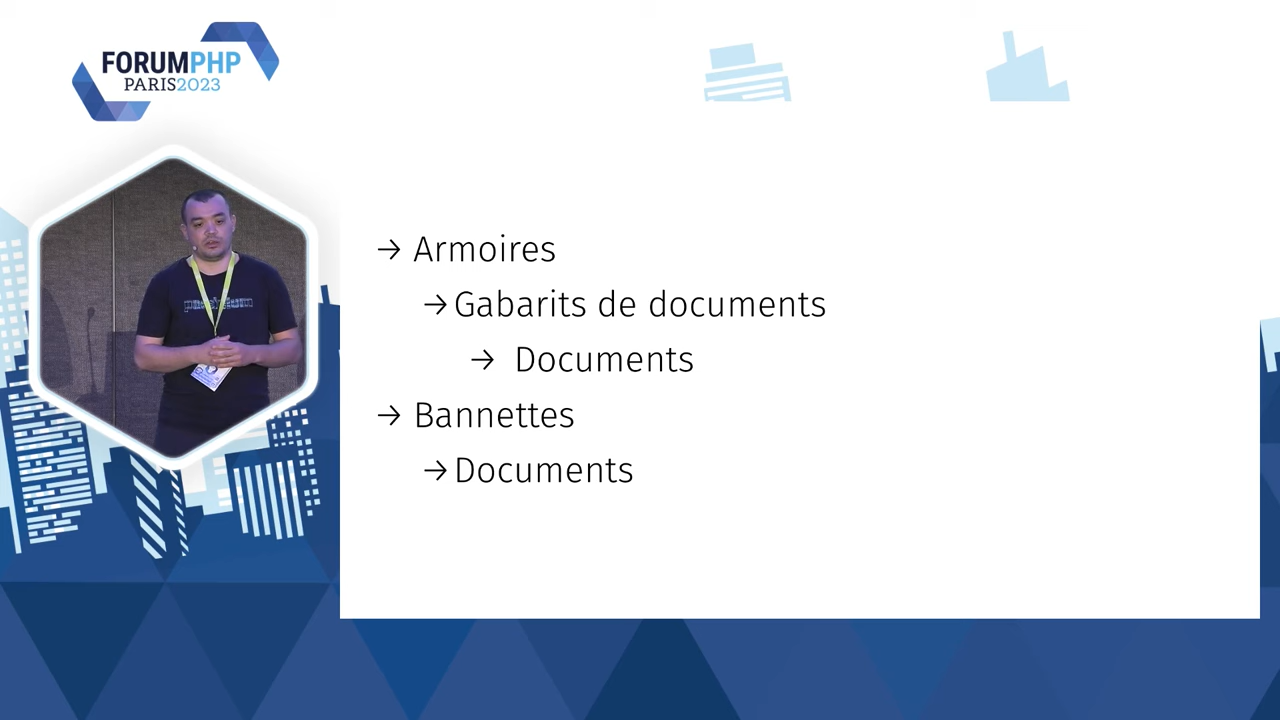 FORUMPHP
PARIS2023
→ Armoires
→ Gabarits de documents
→ Documents
→ Bannettes
→ Documents